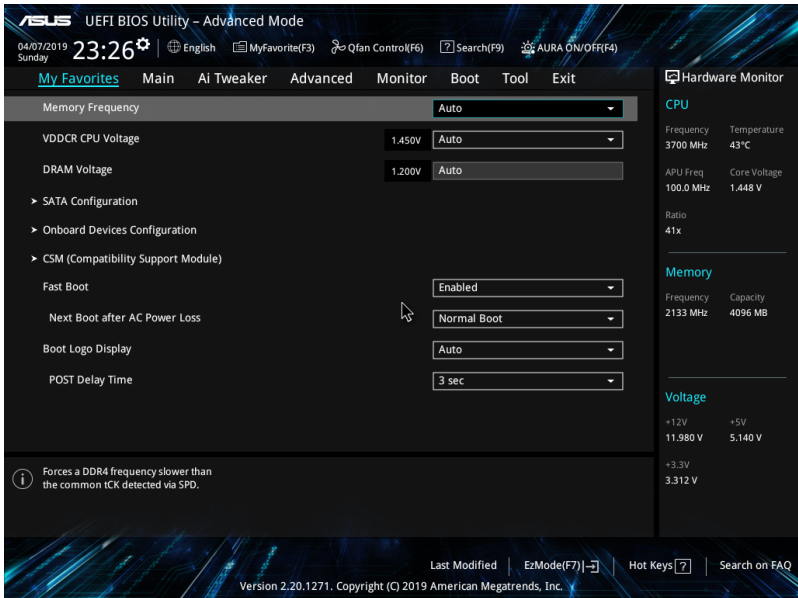 ASUS UEFI BIOS Utility – Advanced Mode
04/07/2019 Sunday 23:26 English MyFavorite(F3) Qfan Control(F6) ? Search(F9) AURA ON/OFF(F4)
My Favorites Main Ai Tweaker Advanced Monitor Boot Tool Exit
Memory Frequency Auto
VDDCR CPU Voltage 1.450V Auto
DRAM Voltage 1.200V Auto
SATA Configuration
Onboard Devices Configuration
CSM (Compatibility Support Module)
Fast Boot Enabled
Next Boot after AC Power Loss Normal Boot
Boot Logo Display Auto
POST Delay Time 3 sec
Forces a DDR4 frequency slower than
the common tCK detected via SPD.
Hardware Monitor
CPU
Frequency Temperature
3700 MHz 43°C
APU Freq Core Voltage
100.0 MHz 1.448 V
Ratio
41x
Memory
Frequency Capacity
2133 MHz 4096 MB
Voltage
+12V +5V
11.980 V 5.140 V
+3.3V
3.312 V
Last Modified EzMode(F7) Hot Keys ? Search on FAQ
Version 2.20.1271. Copyright (C) 2019 American Megatrends, Inc.